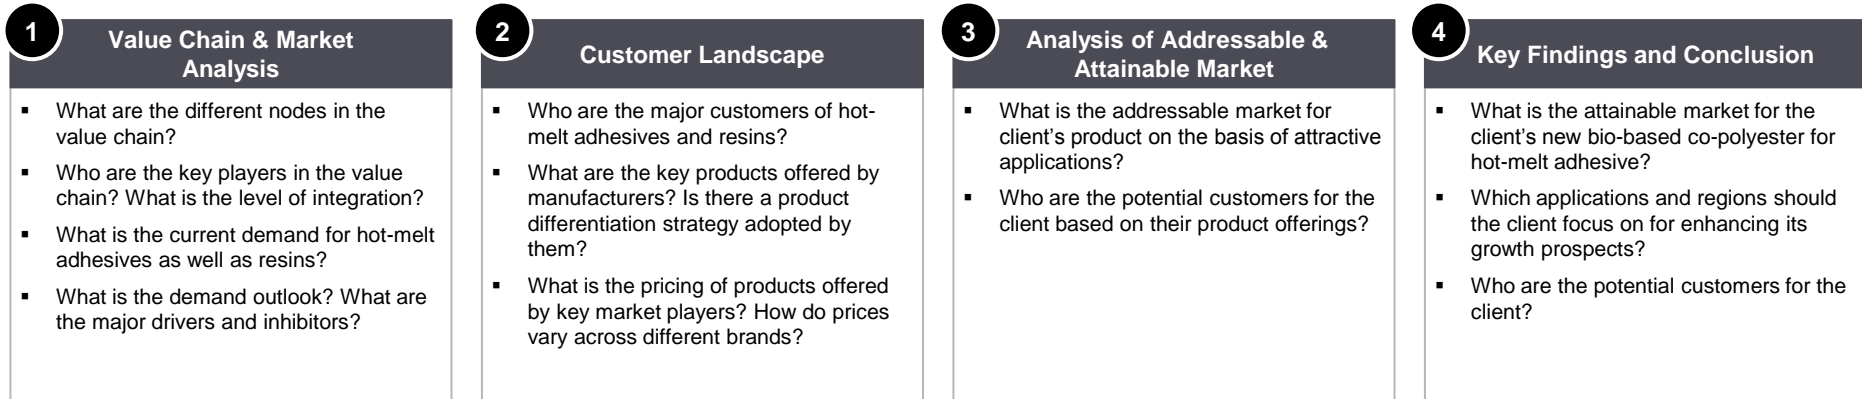 1
Value Chain & Market
Analysis
▪ What are the different nodes in the
value chain?
▪ Who are the key players in the value
chain? What is the level of integration?
▪ What is the current demand for hot-melt
adhesives as well as resins?
▪ What is the demand outlook? What are
the major drivers and inhibitors?
2
Customer Landscape
▪ Who are the major customers of hot-
melt adhesives and resins?
▪ What are the key products offered by
manufacturers? Is there a product
differentiation strategy adopted by
them?
▪ What is the pricing of products offered
by key market players? How do prices
vary across different brands?
3
Analysis of Addressable &
Attainable Market
▪ What is the addressable market for
client's product on the basis of attractive
applications?
▪ Who are the potential customers for the
client based on their product offerings?
4
Key Findings and Conclusion
▪ What is the attainable market for the
client's new bio-based co-polyester for
hot-melt adhesive?
▪ Which applications and regions should
the client focus on for enhancing its
growth prospects?
▪ Who are the potential customers for the
client?